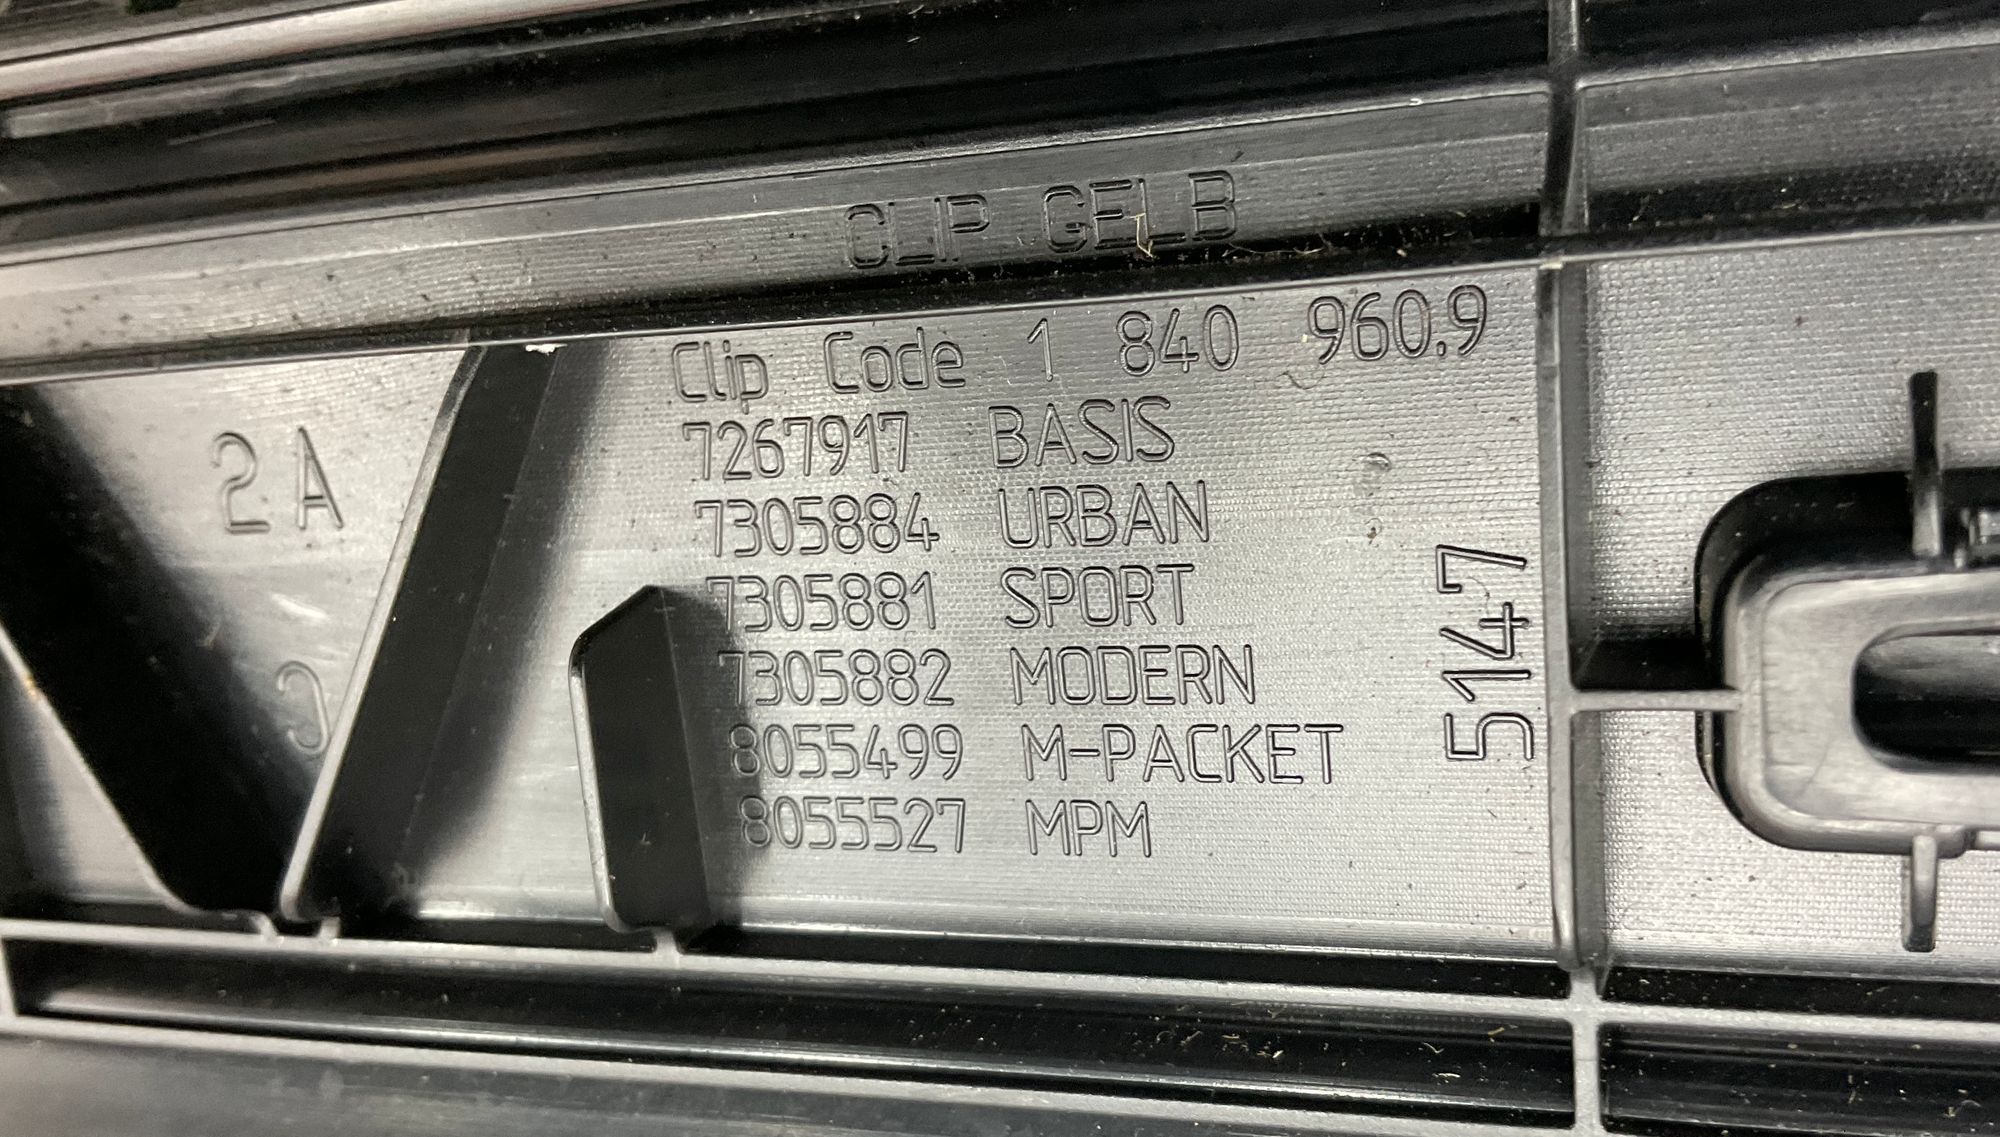 CLIP GELB
Clip Code 1 840 960.9
7267917 BASIS
7305884 URBAN
7305881 SPORT
7305882 MODERN
8055499 M-PACKET
8055527 MPM
5147
2A
C